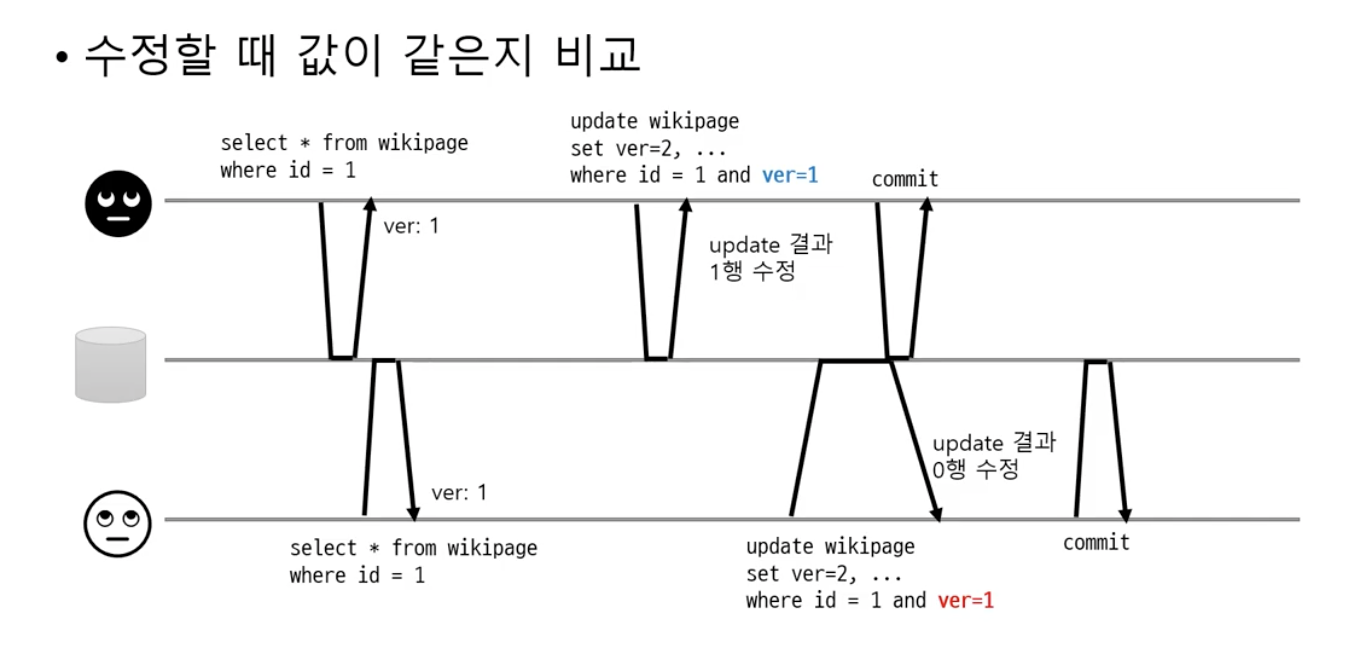 • 수정할 때 값이 같은지 비교
select * from wikipage
where id = 1
update wikipage
set ver=2, ...
where id = 1 and ver=1
commit
ver: 1
update 결과
1행 수정
ver: 1
update 결과
0행 수정
select * from wikipage
where id = 1
update wikipage
set ver=2, ...
where id = 1 and ver=1
commit